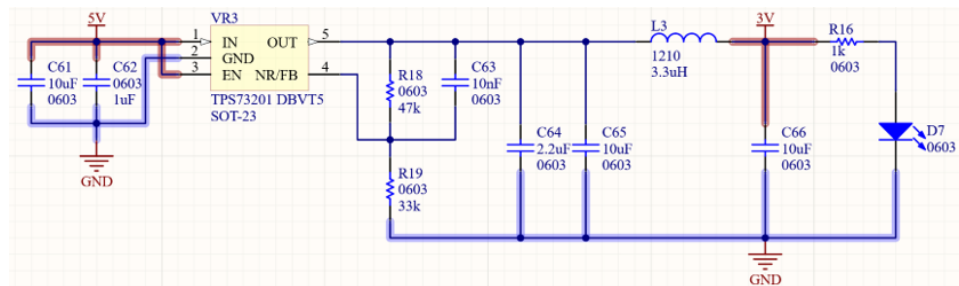 5V
VR3
1
IN
OUT
5
2
GND
3
EN
NR/FB
4
TPS73201 DBVT5
SOT-23
C61
10uF
0603
C62
0603
1uF
GND
R18
0603
47k
C63
10nF
0603
R19
0603
33k
C64
2.2uF
0603
C65
10uF
0603
L3
1210
3.3uH
3V
R16
1k
0603
C66
10uF
0603
D7
0603
GND